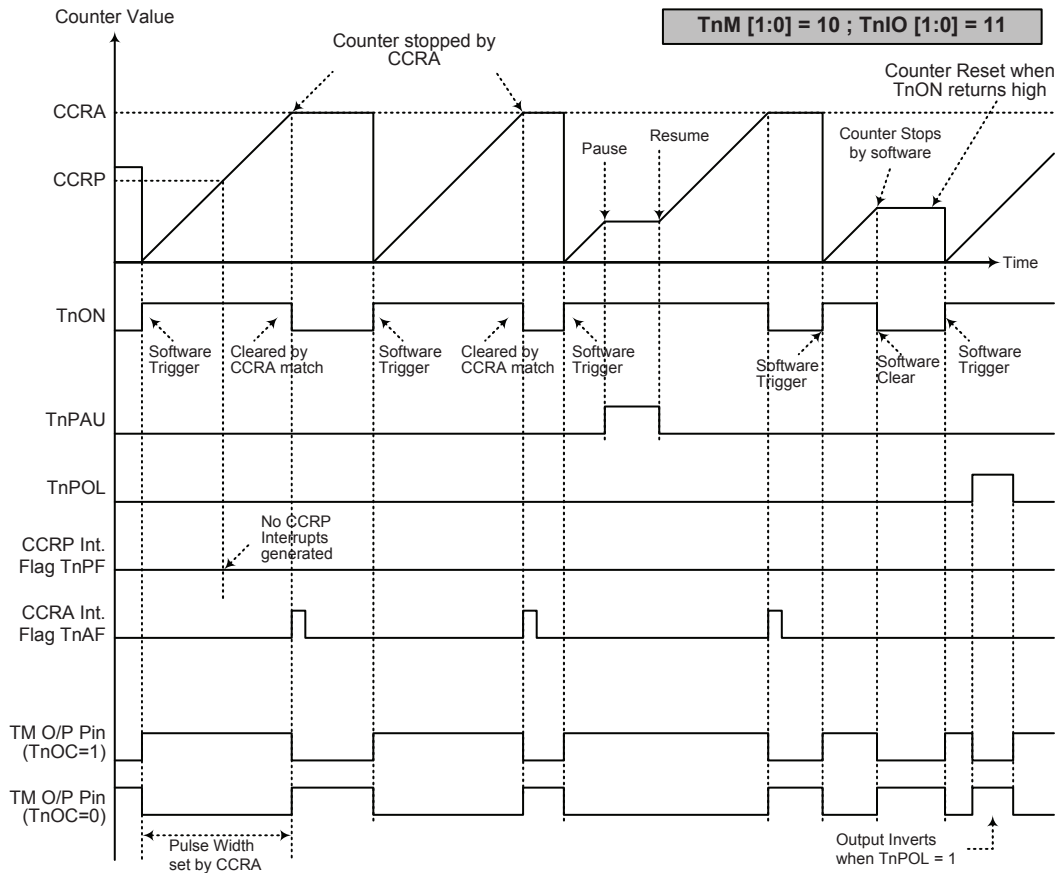 Counter Value
TnM [1:0] = 10 ; TnIO [1:0] = 11
Counter stopped by
CCRA
Counter Reset when
TnON returns high
CCRA
Pause
Resume
Counter Stops
by software
CCRP
Time
TnON
Software
Trigger
Cleared by
CCRA match
Software
Trigger
Cleared by
CCRA match
Software
Trigger
Software
Trigger
Software
Clear
Software
Trigger
TnPAU
TnPOL
No CCRP
Interrupts
generated
CCRP Int.
Flag TnPF
CCRA Int.
Flag TnAF
TM O/P Pin
(TnOC=1)
TM O/P Pin
(TnOC=0)
Pulse Width
set by CCRA
Output Inverts
when TnPOL = 1